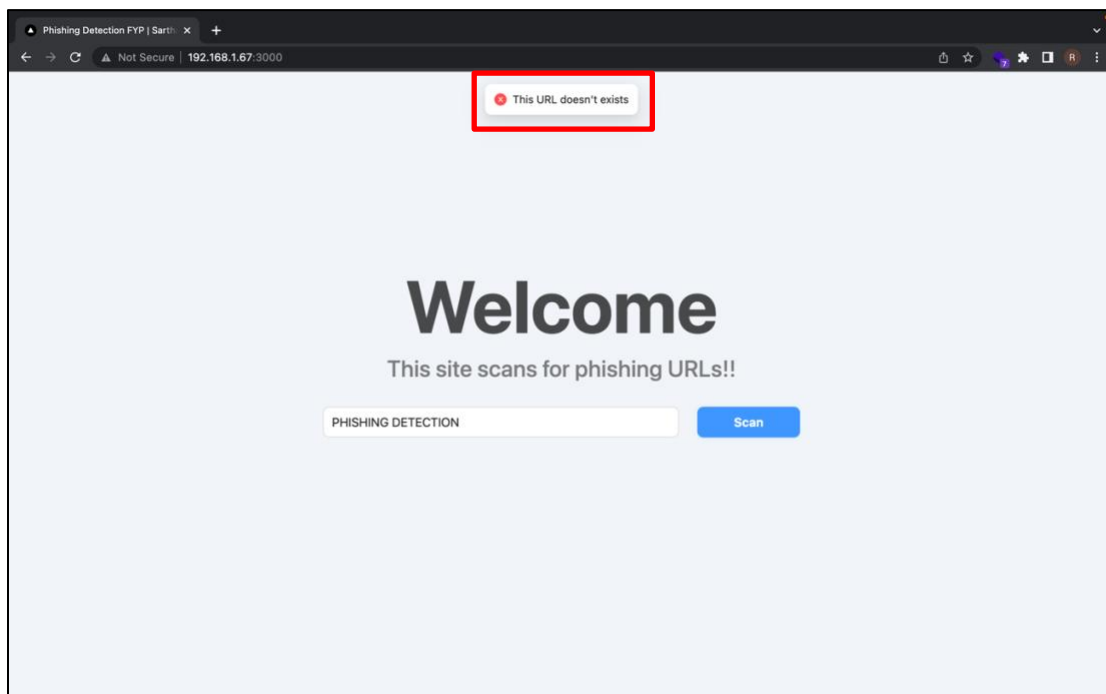 Phishing Detection FYP | Sarth
Not Secure | 192.168.1.67:3000
7
R
This URL doesn't exists
Welcome
This site scans for phishing URLs!!
PHISHING DETECTION
Scan